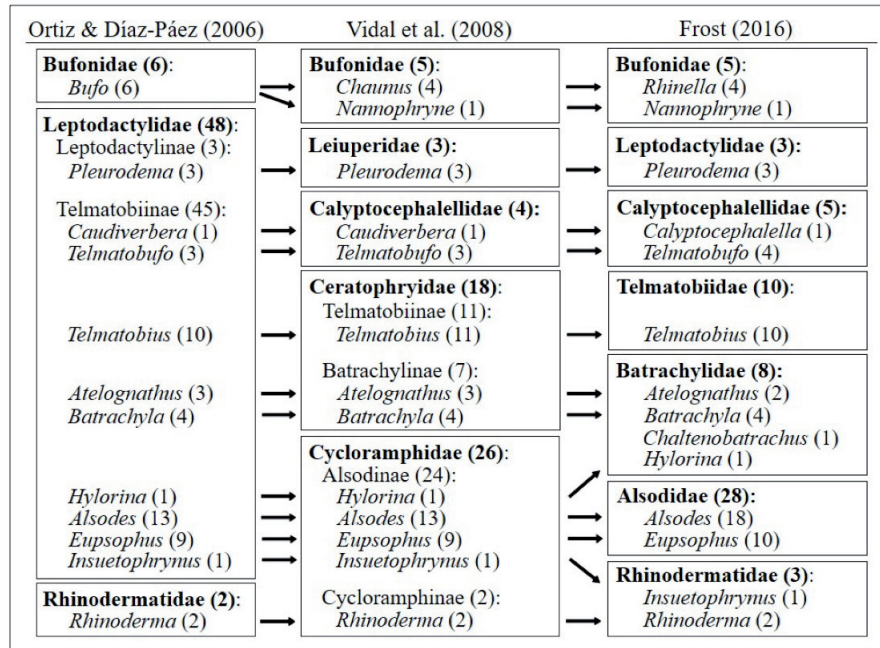 Ortiz & Díaz-Páez (2006)
Bufonidae (6):
Bufo (6)
Leptodactylidae (48):
Leptodactylinae (3):
Pleurodema (3)
Telmatobiinae (45):
Caudiverbera (1)
Telmatobufo (3)
Telmatobius (10)
Atelognathus (3)
Batrachyla (4)
Hylorina (1)
Alsodes (13)
Eupsophus (9)
Insuetophrynus (1)
Rhinodermatidae (2):
Rhinoderma (2)
Vidal et al. (2008)
Bufonidae (5):
Chaunus (4)
Nannophryne (1)
Leiuperidae (3):
Pleurodema (3)
Calyptocephalellidae (4):
Caudiverbera (1)
Telmatobufo (3)
Ceratophryidae (18):
Telmatobiinae (11):
Telmatobius (11)
Batrachylinae (7):
Atelognathus (3)
Batrachyla (4)
Cycloramphidae (26):
Alsodinae (24):
Hylorina (1)
Alsodes (13)
Eupsophus (9)
Insuetophrynus (1)
Cycloramphinae (2):
Rhinoderma (2)
Frost (2016)
Bufonidae (5):
Rhinella (4)
Nannophryne (1)
Leptodactylidae (3):
Pleurodema (3)
Calyptocephalellidae (5):
Calyptocephalella (1)
Telmatobufo (4)
Telmatobiidae (10):
Telmatobius (10)
Batrachylidae (8):
Atelognathus (2)
Batrachyla (4)
Chaltenobatrachus (1)
Hylorina (1)
Alsodidae (28):
Alsodes (18)
Eupsophus (10)
Rhinodermatidae (3):
Insuetophrynus (1)
Rhinoderma (2)